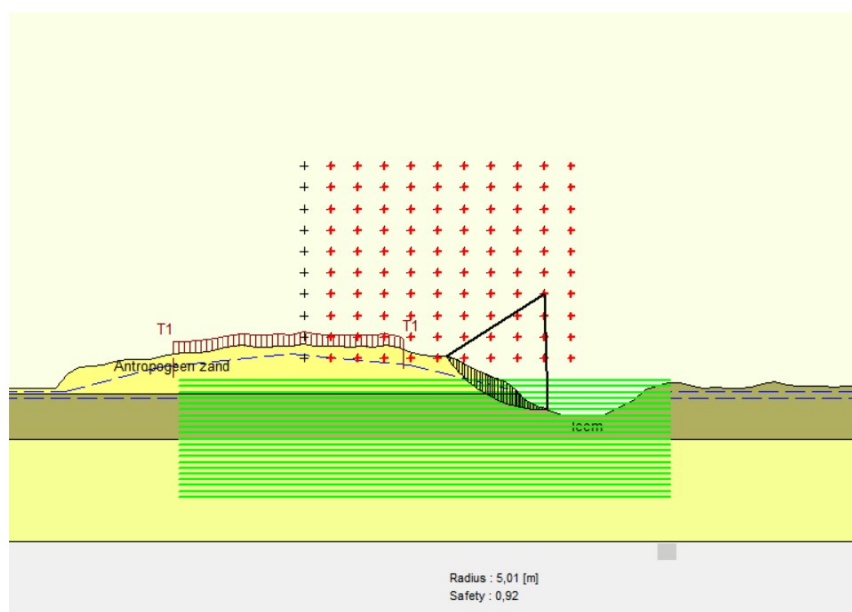 T1
T1
Antropogeen zand
leem
Radius : 5,01 [m]
Safety : 0,92